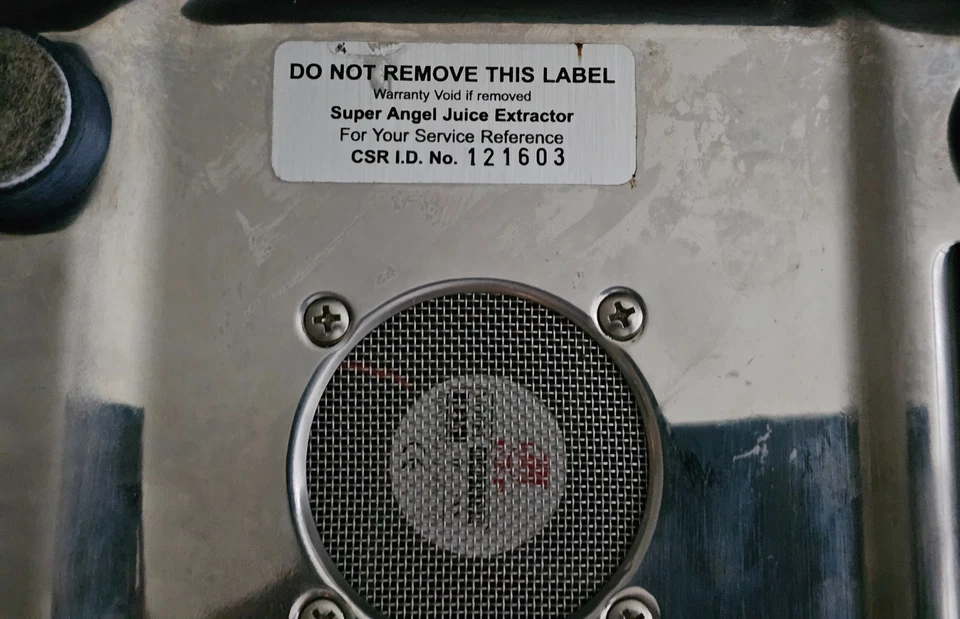 DO NOT REMOVE THIS LABEL
Warranty Void if removed
Super Angel Juice Extractor
For Your Service Reference
CSR I.D. No. 121603